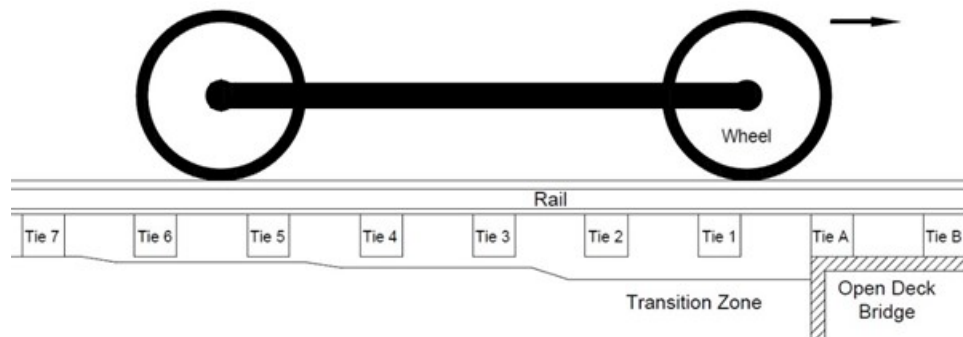 Wheel
Rail
Tie 7 Tie 6 Tie 5 Tie 4 Tie 3 Tie 2 Tie 1 Tie A Tie B
Transition Zone
Open Deck
Bridge